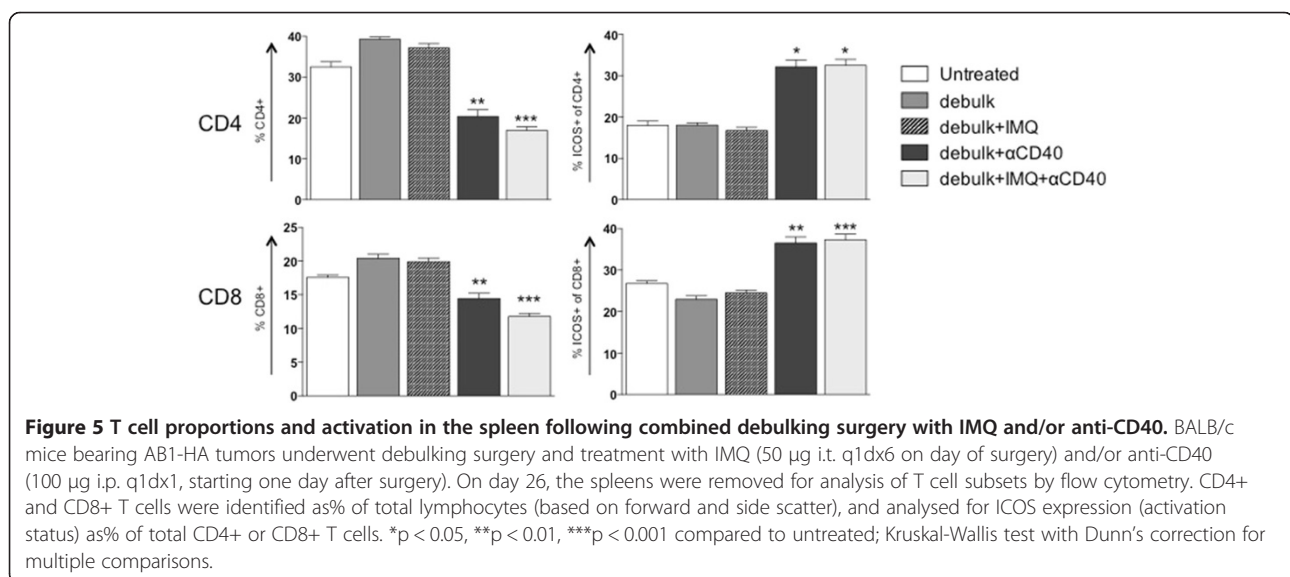 CD4
% CD4+
40
30
20
10
0
**
***
% ICOS+ of CD4+
40
30
20
10
0
*
*
Untreated
debulk
debulk+IMQ
debulk+αCD40
debulk+IMQ+αCD40
CD8
% CD8+
25
20
15
10
5
0
**
***
% ICOS+ of CD8+
40
30
20
10
0
**
***
Figure 5 T cell proportions and activation in the spleen following combined debulking surgery with IMQ and/or anti-CD40. BALB/c
mice bearing AB1-HA tumors underwent debulking surgery and treatment with IMQ (50 μg i.t. q1dx6 on day of surgery) and/or anti-CD40
(100 μg i.p. q1dx1, starting one day after surgery). On day 26, the spleens were removed for analysis of T cell subsets by flow cytometry. CD4+
and CD8+ T cells were identified as% of total lymphocytes (based on forward and side scatter), and analysed for ICOS expression (activation
status) as% of total CD4+ or CD8+ T cells. *p < 0.05, **p < 0.01, ***p < 0.001 compared to untreated; Kruskal-Wallis test with Dunn's correction for
multiple comparisons.